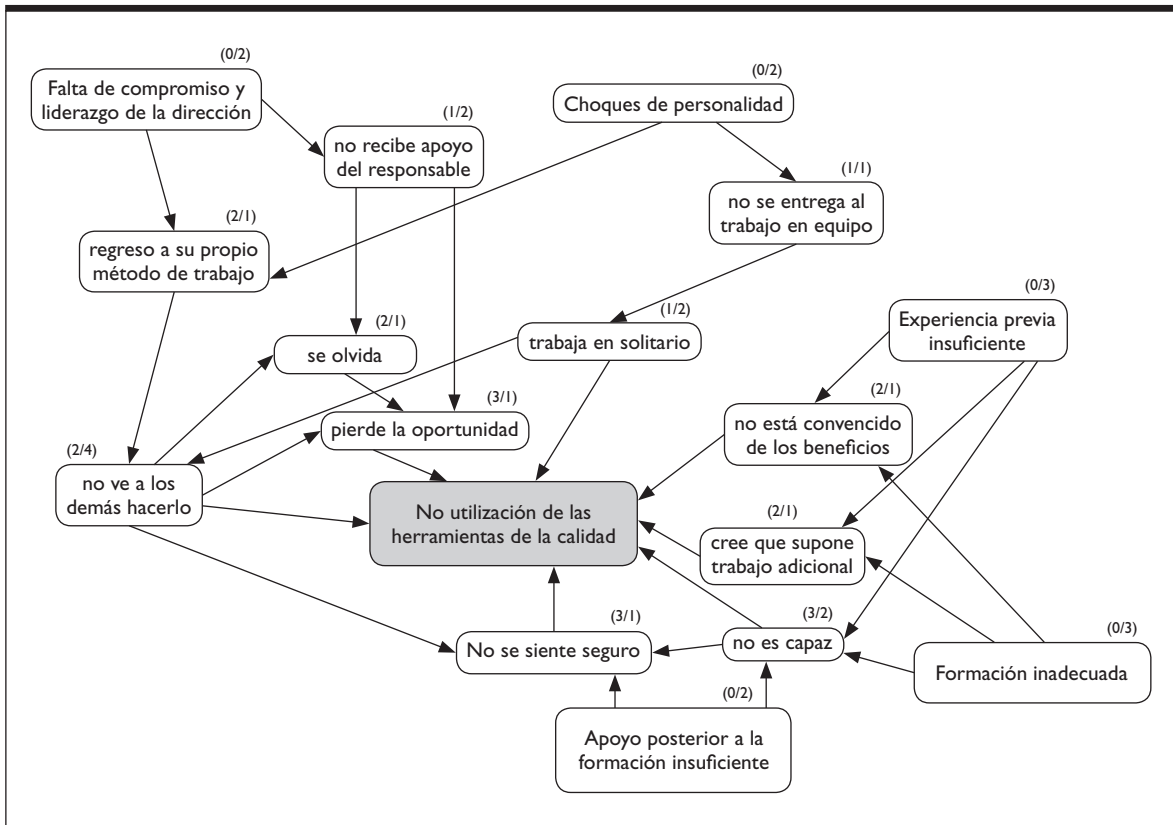 (0/2)
Falta de compromiso y
liderazgo de la dirección
(0/2)
Choques de personalidad
(1/2)
no recibe apoyo
del responsable
(1/1)
no se entrega al
trabajo en equipo
(2/1)
regreso a su propio
método de trabajo
(0/3)
Experiencia previa
insuficiente
(2/1)
se olvida
(1/2)
trabaja en solitario
(2/1)
no está convencido
de los beneficios
(3/1)
pierde la oportunidad
(2/4)
no ve a los
demás hacerlo
No utilización de las
herramientas de la calidad
(2/1)
cree que supone
trabajo adicional
(3/1)
No se siente seguro
(3/2)
no es capaz
(0/3)
Formación inadecuada
(0/2)
Apoyo posterior a la
formación insuficiente